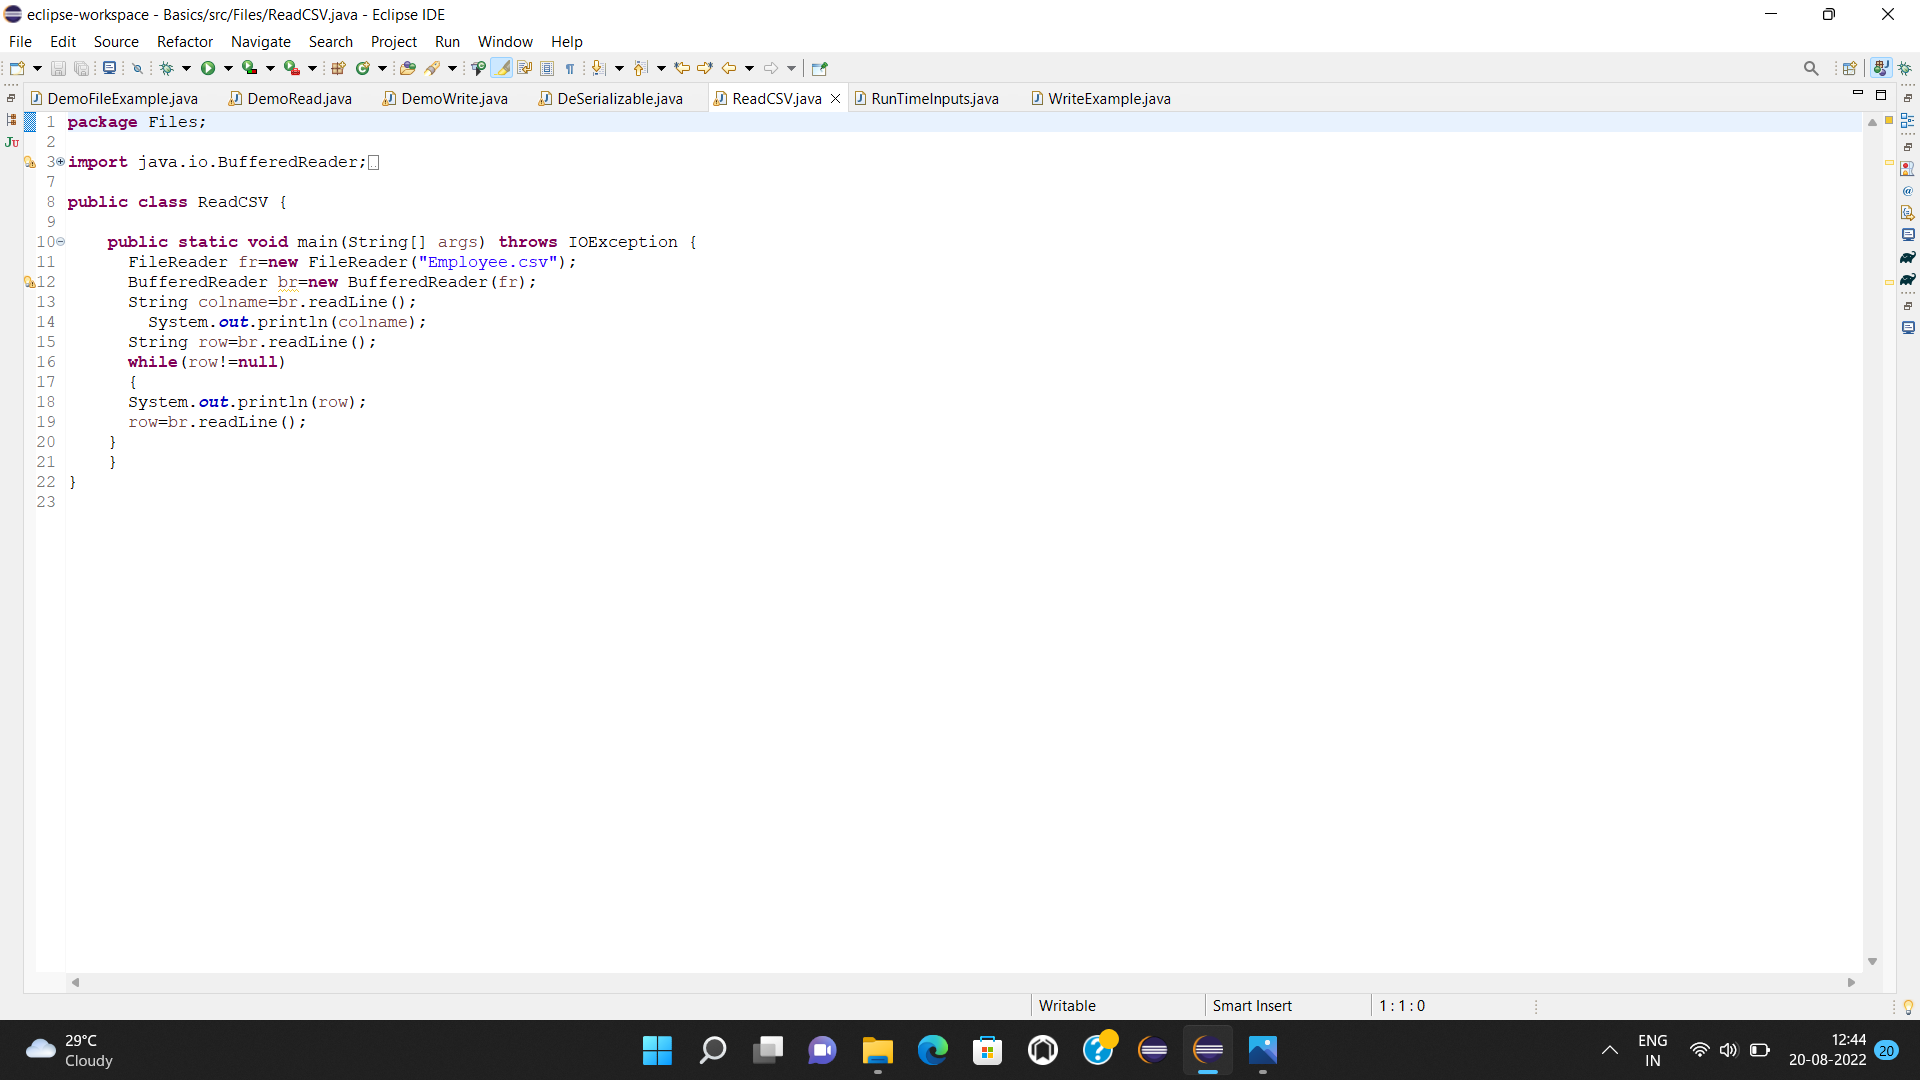 eclipse-workspace - Basics/src/Files/ReadCSV.java - Eclipse IDE
File Edit Source Refactor Navigate Search Project Run Window Help
DemoFileExample.java DemoRead.java DemoWrite.java DeSerializable.java ReadCSV.java RunTimeInputs.java WriteExample.java
1 package Files;
2
3 import java.io.BufferedReader;
7
8 public class ReadCSV {
9
10 public static void main(String[] args) throws IOException {
11 FileReader fr=new FileReader("Employee.csv");
12 BufferedReader br=new BufferedReader(fr);
13 String colname=br.readLine();
14 System.out.println(colname);
15 String row=br.readLine();
16 while(row!=null)
17 {
18 System.out.println(row);
19 row=br.readLine();
20 }
21 }
22 }
23
Writable Smart Insert 1 : 1 : 0
29°C
Cloudy
ENG
IN
12:44
20-08-2022
20